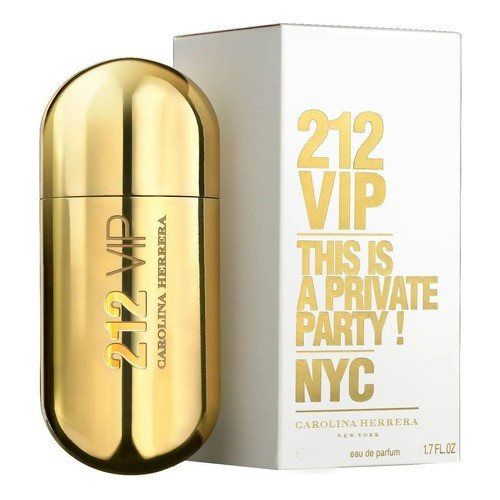 212 VIP
CAROLINA HERRERA
212
VIP
THIS IS
A PRIVATE
PARTY !
NYC
CAROLINA HERRERA
NEW YORK
eau de parfum
1.7 FL.OZ